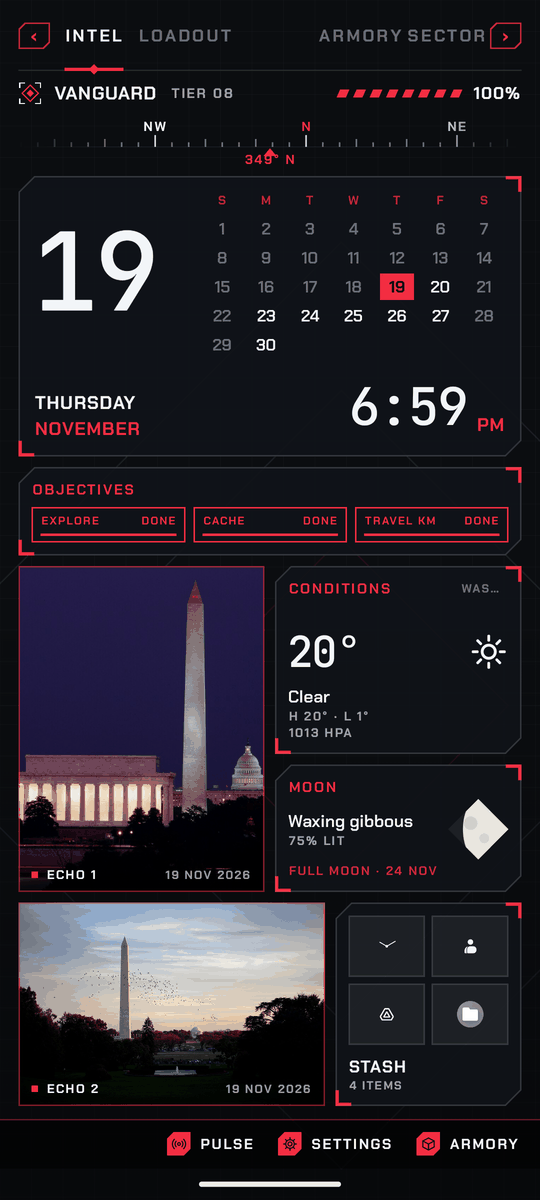 INTEL LOADOUT ARMORY SECTOR
VANGUARD TIER 08 100%
NW N NE
349° N
S M T W T F S
1 2 3 4 5 6 7
8 9 10 11 12 13 14
15 16 17 18 19 20 21
22 23 24 25 26 27 28
29 30
19
THURSDAY
NOVEMBER
6:59 PM
OBJECTIVES
EXPLORE DONE CACHE DONE TRAVEL KM DONE
ECHO 1 19 NOV 2026
CONDITIONS WAS...
20°
Clear
H 20° · L 1°
1013 HPA
MOON
Waxing gibbous
75% LIT
FULL MOON · 24 NOV
ECHO 2 19 NOV 2026
STASH
4 ITEMS
PULSE SETTINGS ARMORY